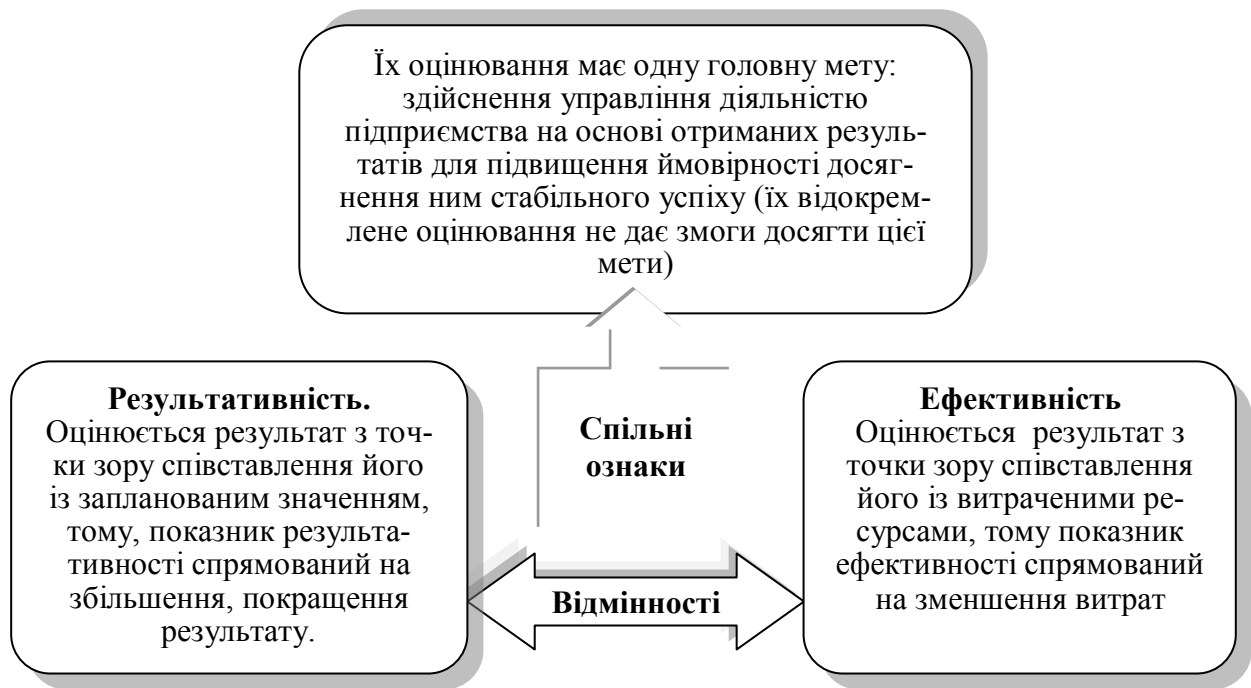 Їх оцінювання має одну головну мету:
здійснення управління діяльністю
підприємства на основі отриманих резуль-
татів для підвищення ймовірності досяг-
нення ним стабільного успіху (їх відокрем-
лене оцінювання не дає змоги досягти цієї
мети)
Результативність.
Оцінюється результат з точ-
ки зору співставлення його
із запланованим значенням,
тому, показник результа-
тивності спрямований на
збільшення, покращення
результату.
Спільні
ознаки
Відмінності
Ефективність
Оцінюється результат з
точки зору співставлення
його із витраченими ре-
сурсами, тому показник
ефективності спрямований
на зменшення витрат